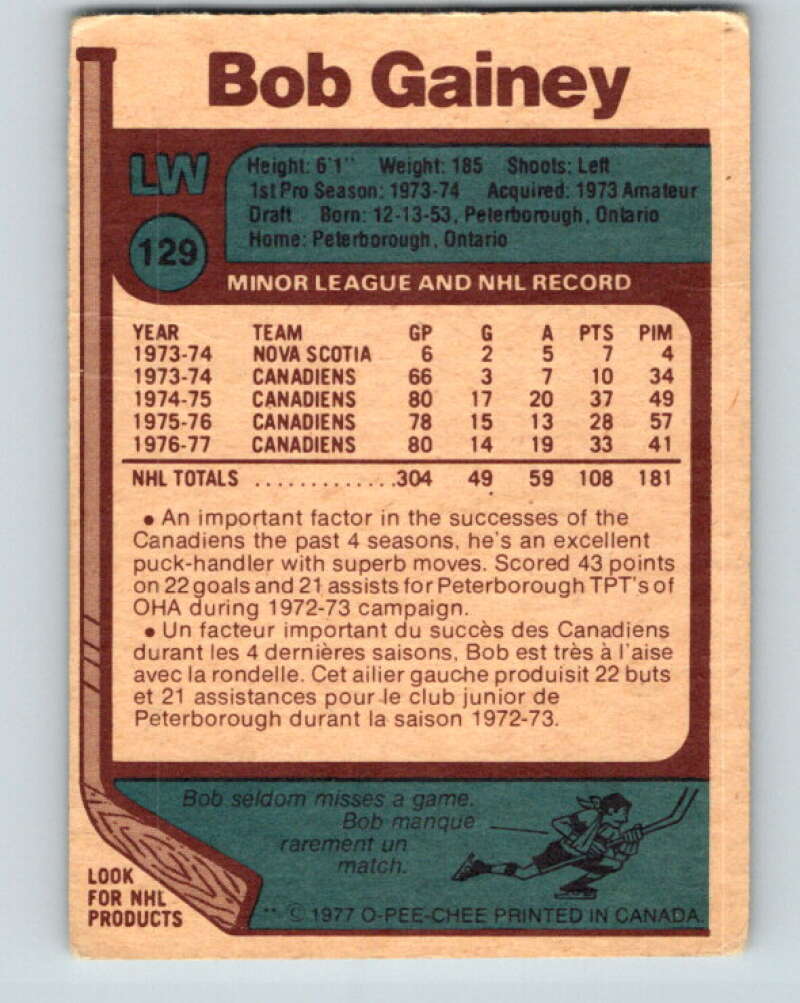 Bob Gainey
LW
129
Height: 6'1" Weight: 185 Shoots: Left
1st Pro Season: 1973-74 Acquired: 1973 Amateur
Draft Born: 12-13-53, Peterborough, Ontario
Home: Peterborough, Ontario
MINOR LEAGUE AND NHL RECORD
YEAR TEAM GP G A PTS PIM
1973-74 NOVA SCOTIA 6 2 5 7 4
1973-74 CANADIENS 66 3 7 10 34
1974-75 CANADIENS 80 17 20 37 49
1975-76 CANADIENS 78 15 13 28 57
1976-77 CANADIENS 80 14 19 33 41
NHL TOTALS .............304 49 59 108 181
• An important factor in the successes of the
Canadiens the past 4 seasons, he's an excellent
puck-handler with superb moves. Scored 43 points
on 22 goals and 21 assists for Peterborough TPT's of
OHA during 1972-73 campaign.
• Un facteur important du succès des Canadiens
durant les 4 dernières saisons, Bob est très à l'aise
avec la rondelle. Cet ailier gauche produisit 22 buts
et 21 assistances pour le club junior de
Peterborough durant la saison 1972-73.
Bob seldom misses a game.
Bob manque
rarement un
match.
LOOK
FOR NHL
PRODUCTS
** © 1977 O-PEE-CHEE PRINTED IN CANADA.